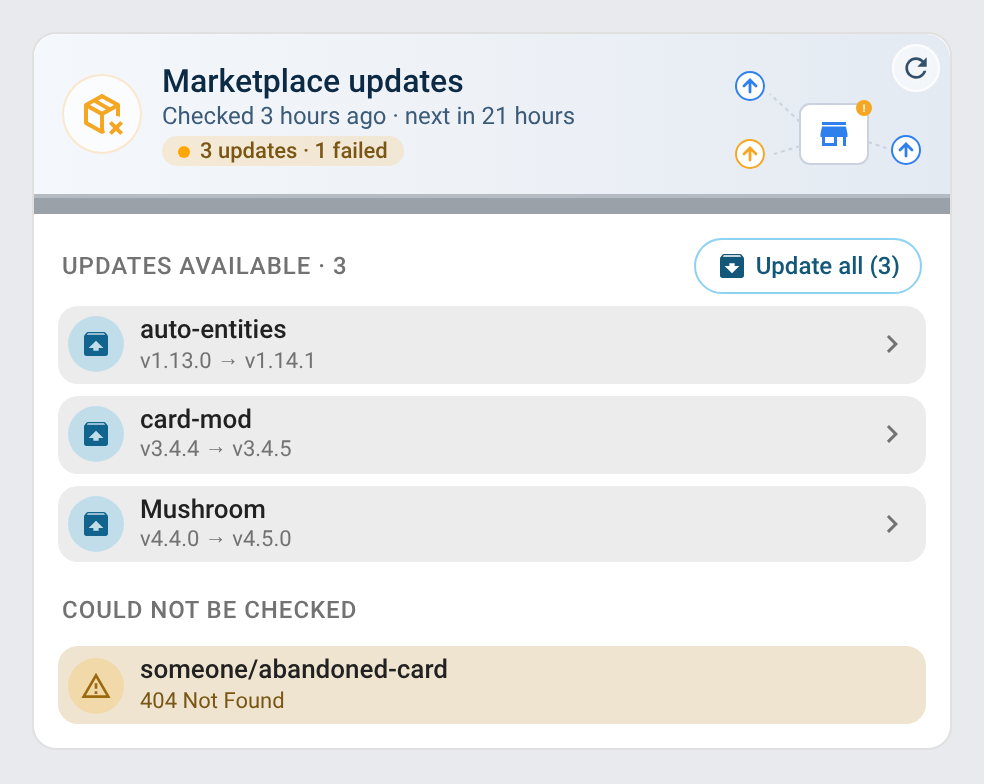 Marketplace updates
Checked 3 hours ago · next in 21 hours
3 updates · 1 failed
!
UPDATES AVAILABLE · 3
Update all (3)
auto-entities
v1.13.0 → v1.14.1
card-mod
v3.4.4 → v3.4.5
Mushroom
v4.4.0 → v4.5.0
COULD NOT BE CHECKED
someone/abandoned-card
404 Not Found